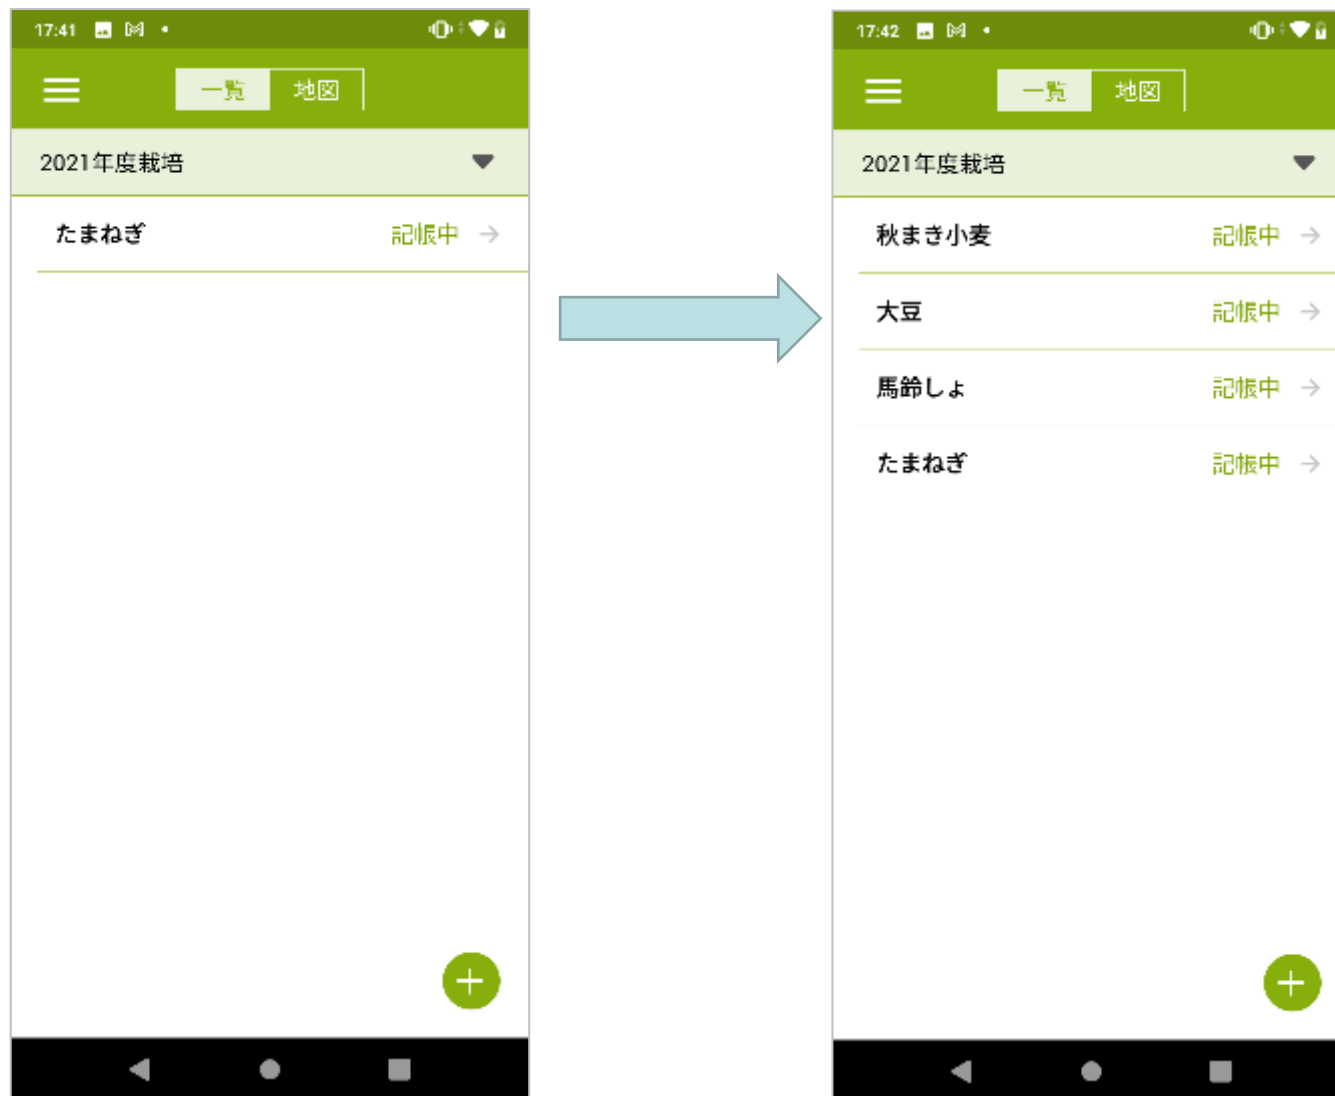 17:41
一覧 地図
2021年度栽培
たまねぎ 記帳中
17:42
一覧 地図
2021年度栽培
秋まき小麦 記帳中
大豆 記帳中
馬鈴しょ 記帳中
たまねぎ 記帳中